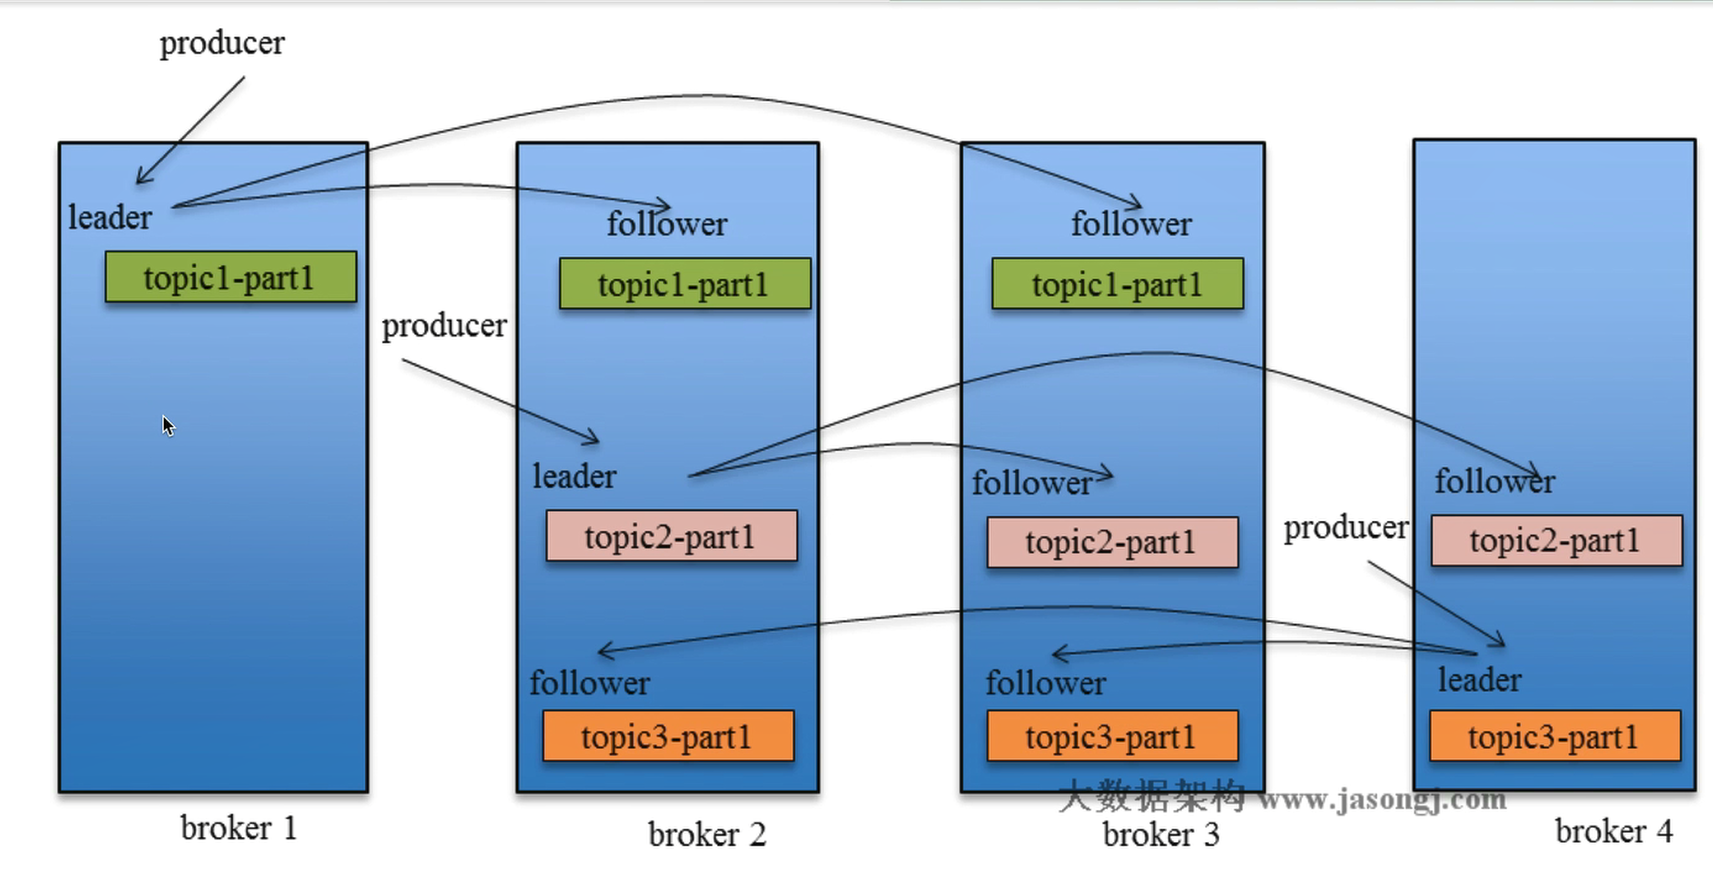 producer
leader
follower
follower
topic1-part1
topic1-part1
topic1-part1
producer
leader
follower
follower
topic2-part1
topic2-part1
producer
topic2-part1
follower
follower
leader
topic3-part1
topic3-part1
topic3-part1
大数据架构 www.jasongj.com
broker 1
broker 2
broker 3
broker 4